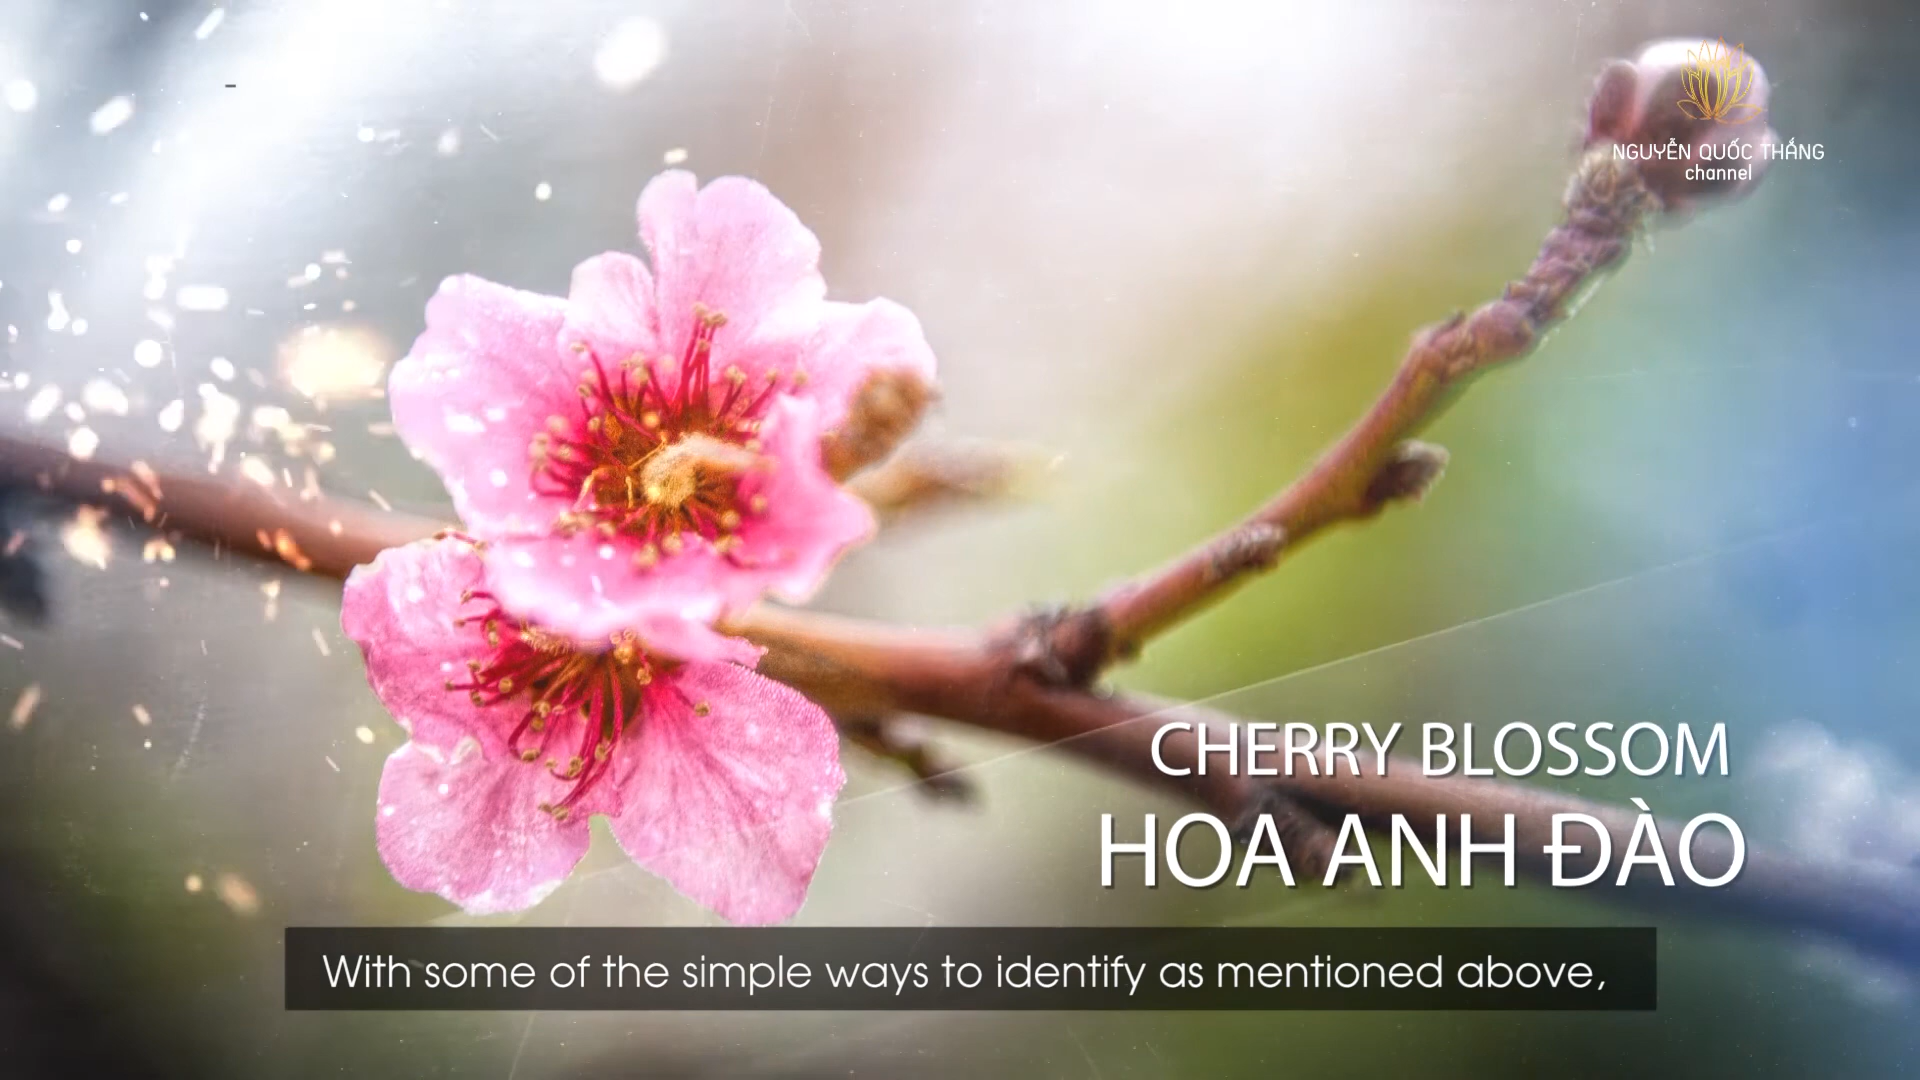 NGUYỄN QUỐC THẮNG
channel
CHERRY BLOSSOM
HOA ANH ĐÀO
With some of the simple ways to identify as mentioned above,